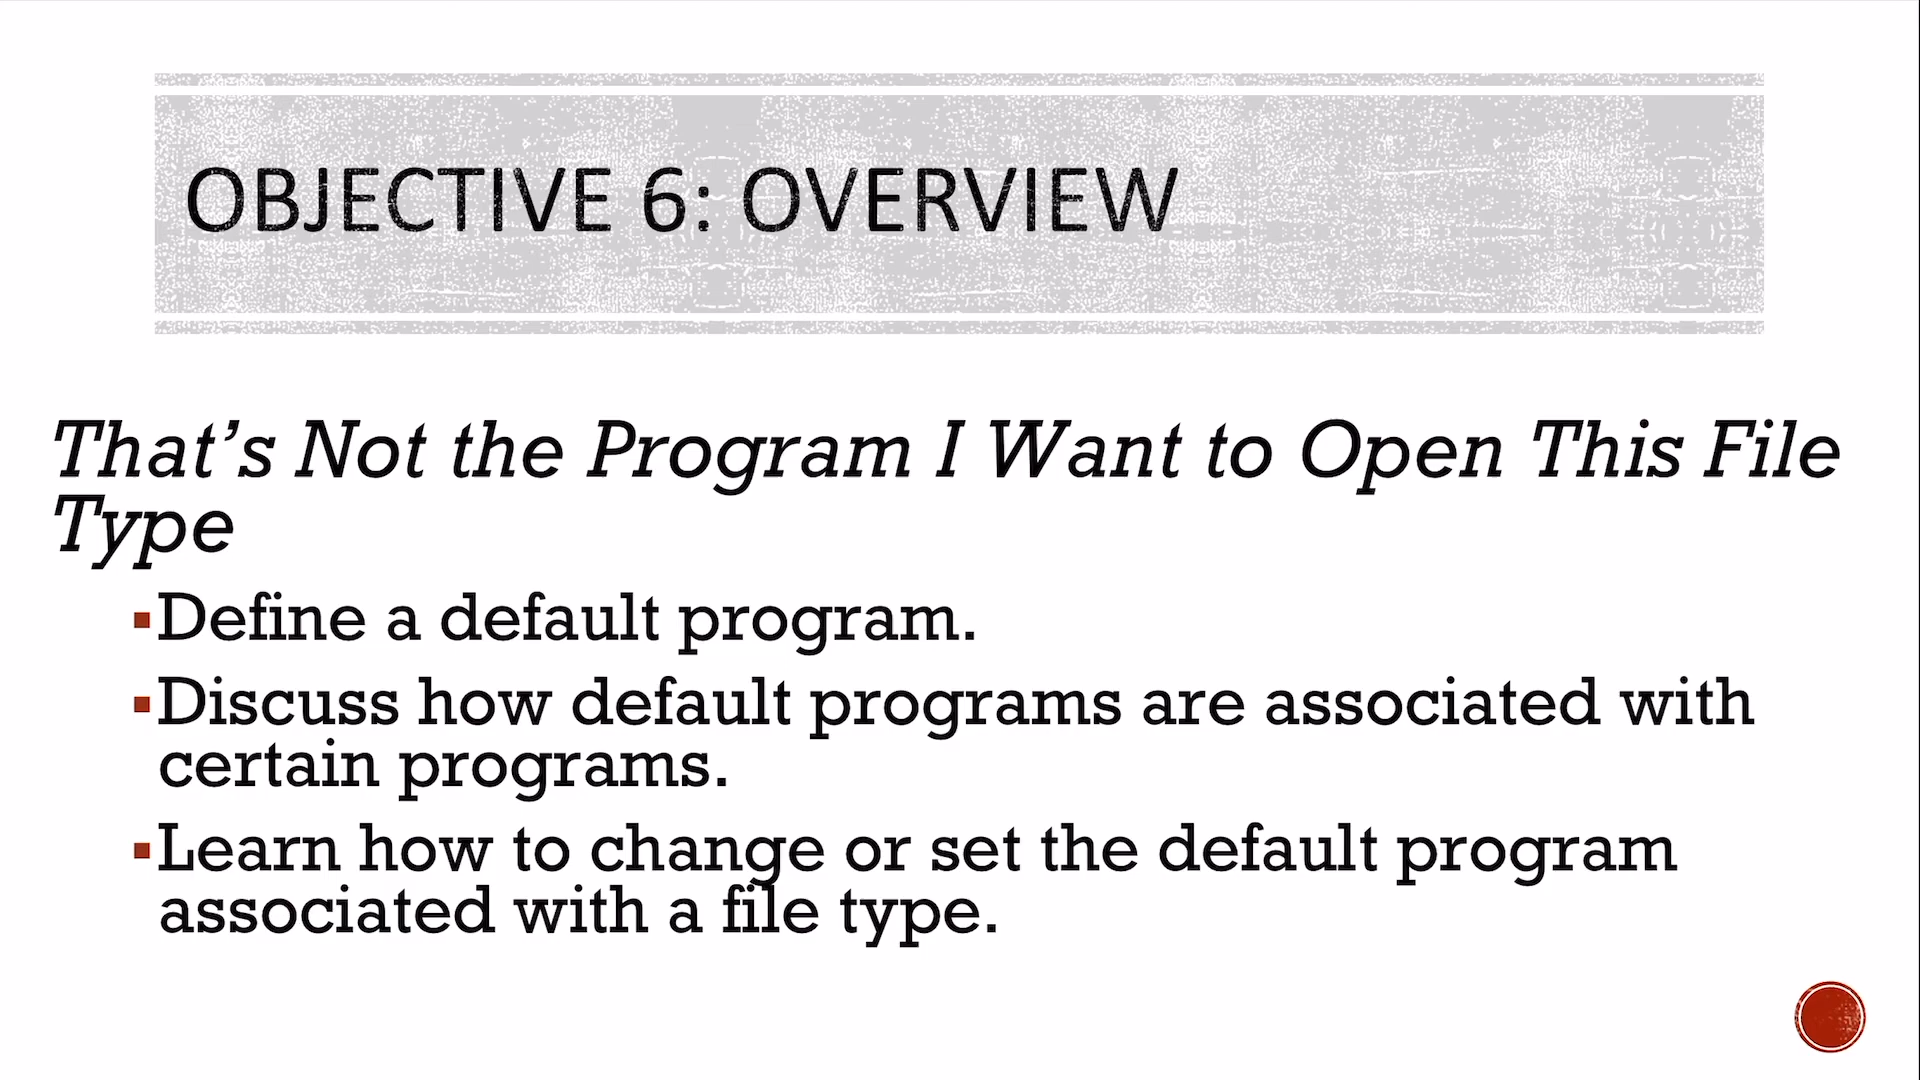 OBJECTIVE 6: OVERVIEW
That’s Not the Program I Want to Open This File
Type
▪Define a default program.
▪Discuss how default programs are associated with
certain programs.
▪Learn how to change or set the default program
associated with a file type.